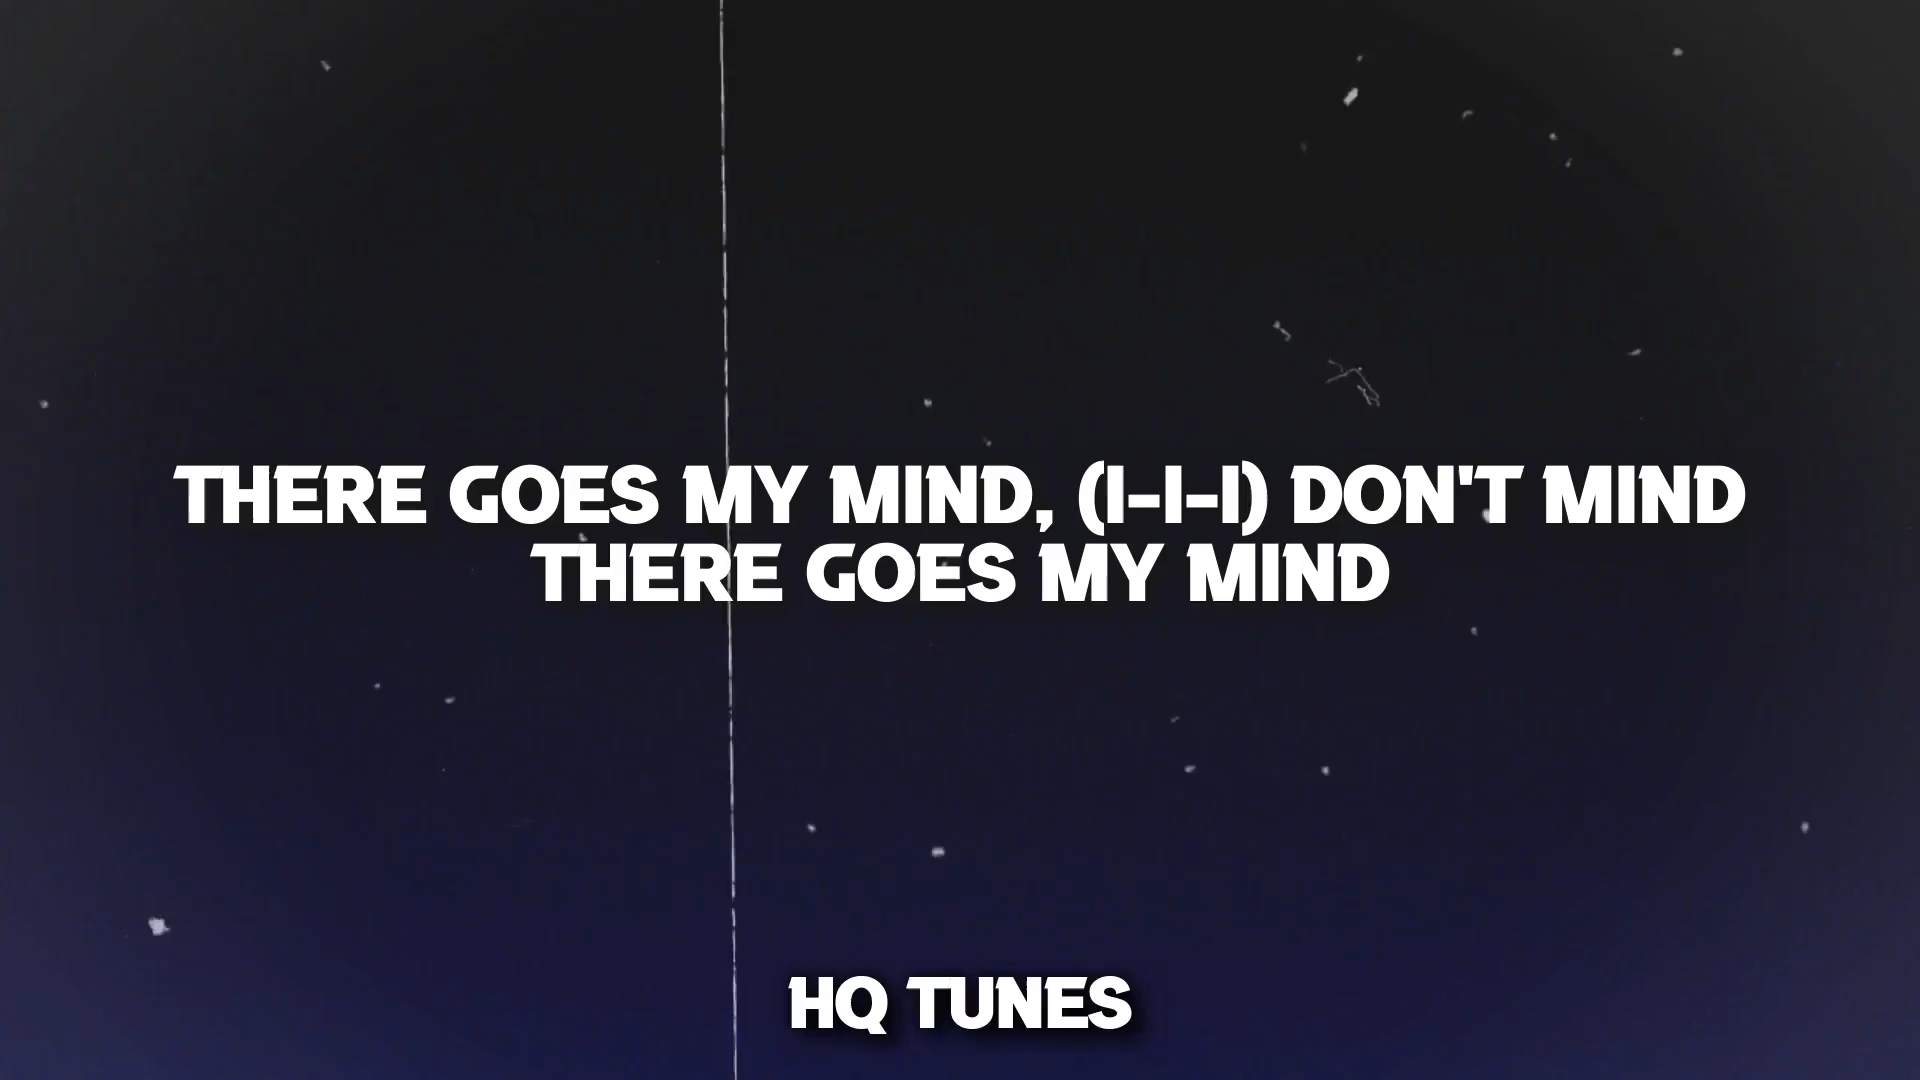 THERE GOES MY MIND, (I-I-I) DON'T MIND
THERE GOES MY MIND
HQ TUNES